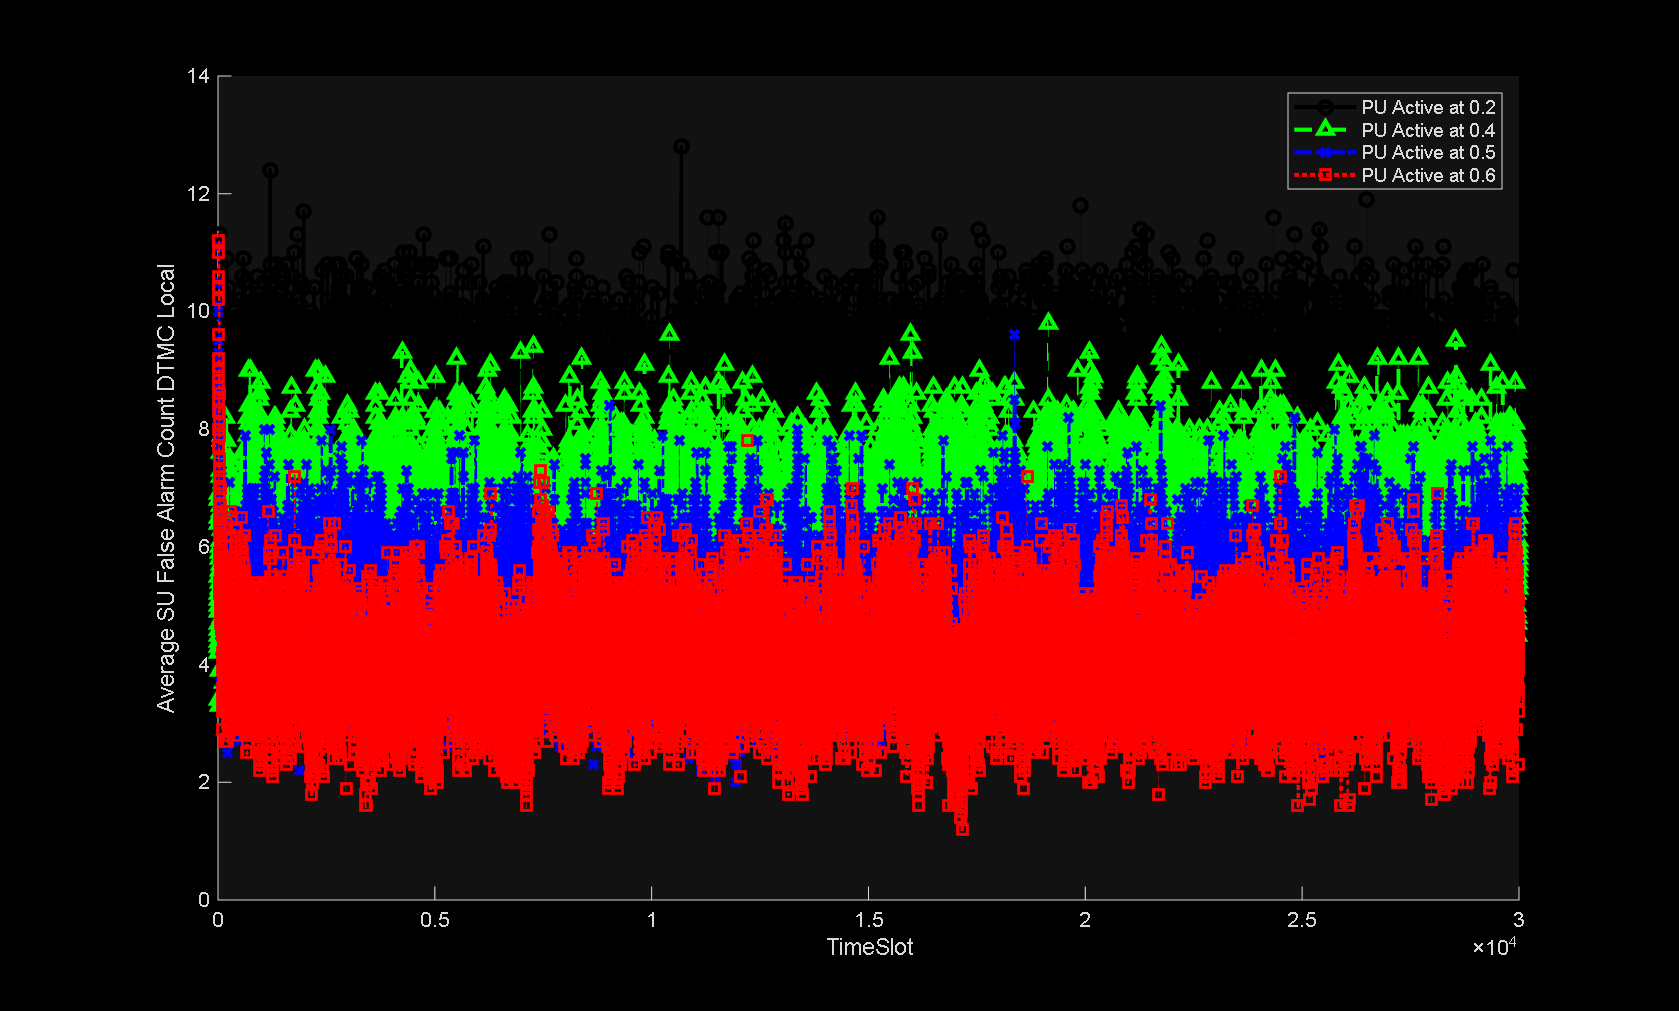 14
12
10
8
6
4
2
0
Average SU False Alarm Count DTMC Local
PU Active at 0.2
PU Active at 0.4
PU Active at 0.5
PU Active at 0.6
0 0.5 1 1.5 2 2.5 3
TimeSlot
×10⁴